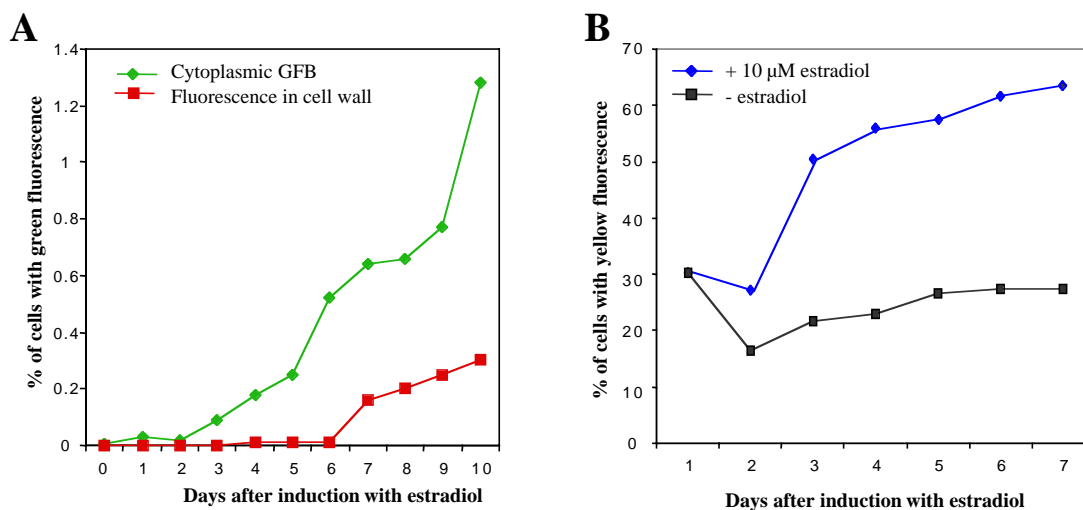 A
% of cells with green fluorescence
1.4
1.2
1
0.8
0.6
0.4
0.2
0
Cytoplasmic GFB
Fluorescence in cell wall
0 1 2 3 4 5 6 7 8 9 10
Days after induction with estradiol
B
% of cells with yellow fluorescence
70
60
50
40
30
20
10
0
+ 10 µM estradiol
- estradiol
1 2 3 4 5 6 7
Days after induction with estradiol